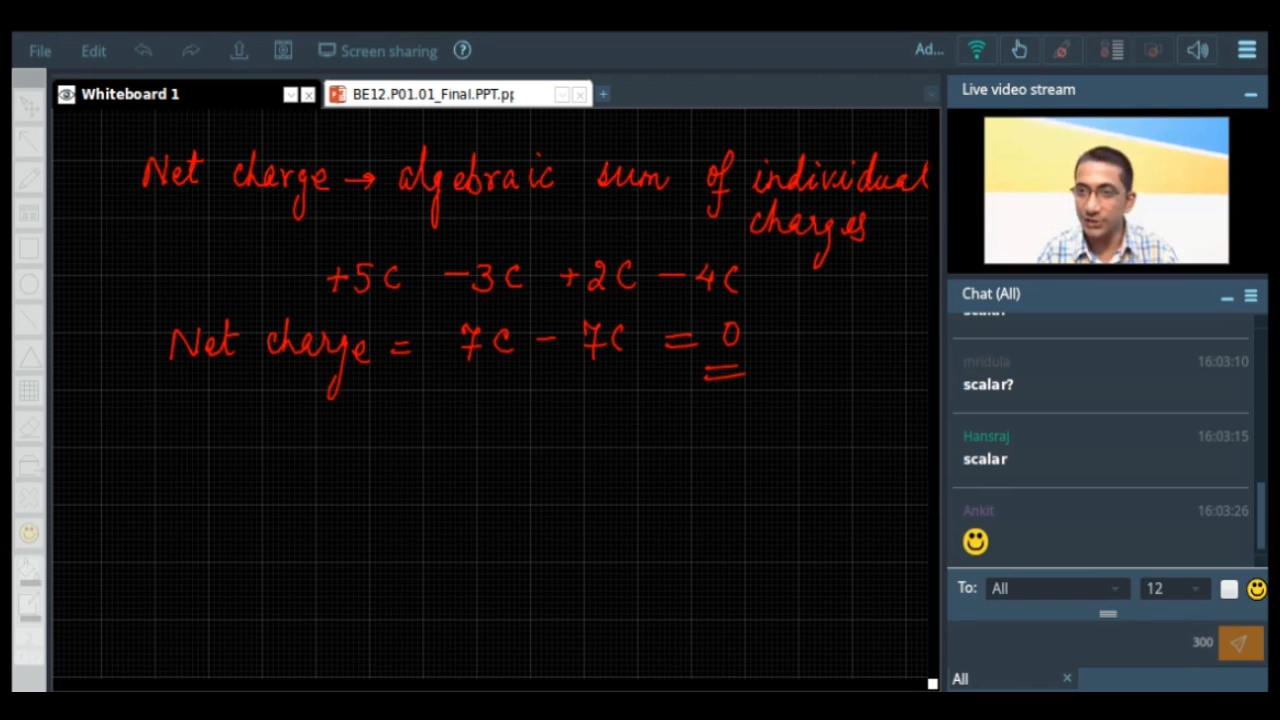 File Edit Screen sharing Ad...
Whiteboard 1 BE12.P01.01_Final.PPT.pp
Live video stream
Net charge → algebraic sum of individual
charges
+5C -3C +2C -4C
Net charge = 7C - 7C = 0
Chat (All)
scalar?
mridula 16:03:10
scalar?
Hansraj 16:03:15
scalar
Ankit 16:03:26
To: All 12
300
All